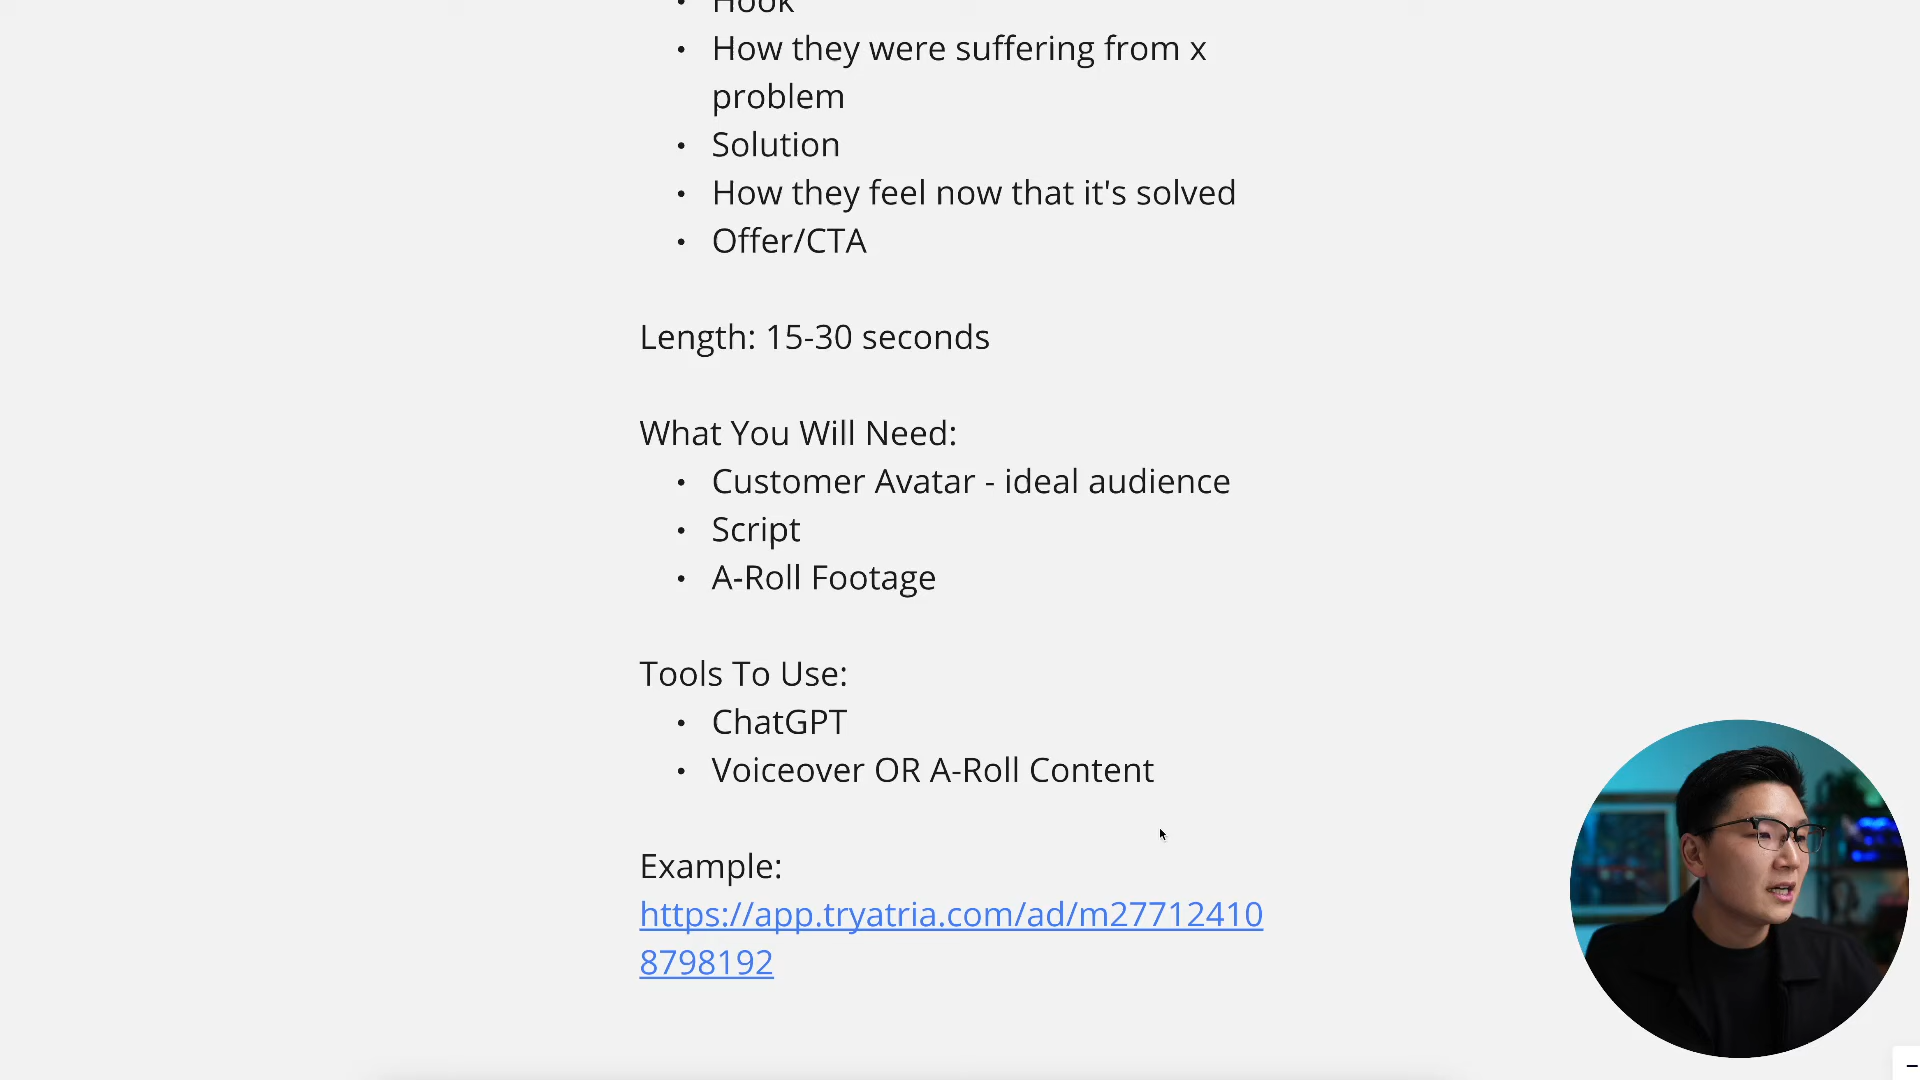 • Hook
• How they were suffering from x
problem
• Solution
• How they feel now that it's solved
• Offer/CTA
Length: 15-30 seconds
What You Will Need:
• Customer Avatar - ideal audience
• Script
• A-Roll Footage
Tools To Use:
• ChatGPT
• Voiceover OR A-Roll Content
Example:
https://app.tryatria.com/ad/m27712410
8798192